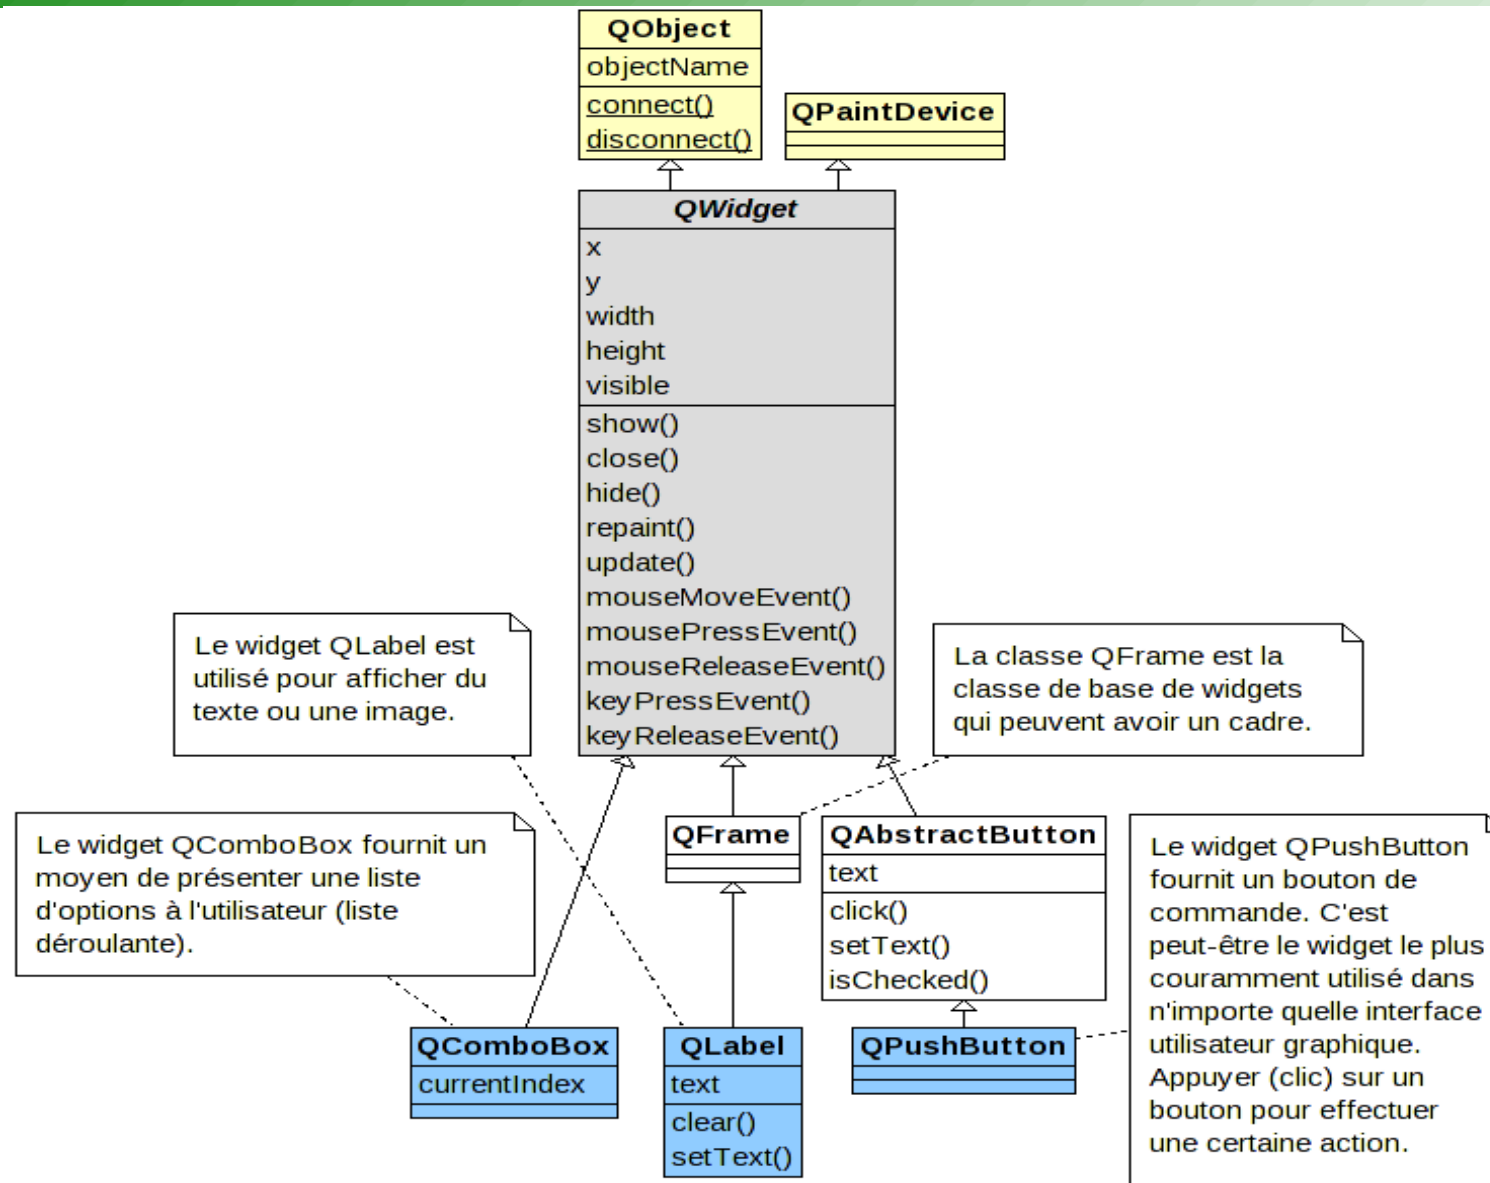 QObject
objectName
connect()
disconnect()
QPaintDevice
QWidget
x
y
width
height
visible
show()
close()
hide()
repaint()
update()
mouseMoveEvent()
mousePressEvent()
mouseReleaseEvent()
keyPressEvent()
keyReleaseEvent()
Le widget QLabel est
utilisé pour afficher du
texte ou une image.
La classe QFrame est la
classe de base de widgets
qui peuvent avoir un cadre.
Le widget QComboBox fournit un
moyen de présenter une liste
d'options à l'utilisateur (liste
déroulante).
QFrame
QAbstractButton
text
click()
setText()
isChecked()
Le widget QPushButton
fournit un bouton de
commande. C'est
peut-être le widget le plus
couramment utilisé dans
n'importe quelle interface
utilisateur graphique.
Appuyer (clic) sur un
bouton pour effectuer
une certaine action.
QComboBox
currentIndex
QLabel
text
clear()
setText()
QPushButton